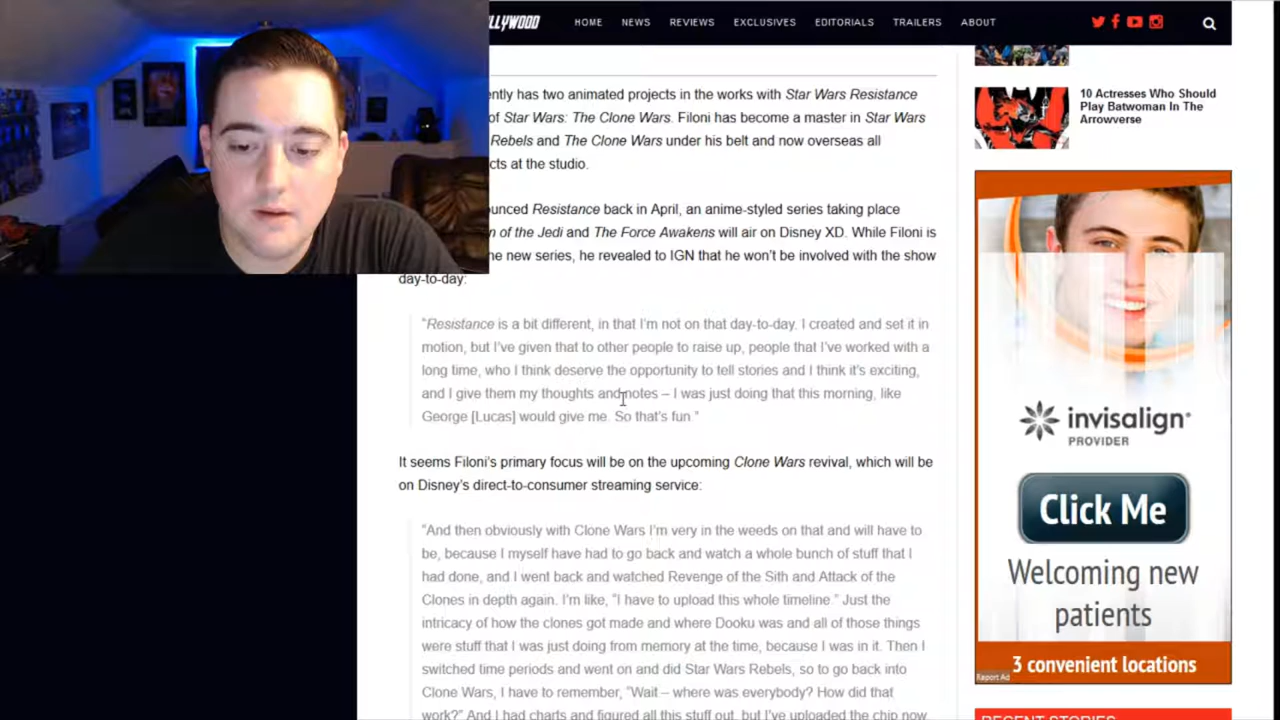 LLYWOOD
HOME NEWS REVIEWS EXCLUSIVES EDITORIALS TRAILERS ABOUT
ently has two animated projects in the works with Star Wars Resistance
of Star Wars: The Clone Wars. Filoni has become a master in Star Wars
Rebels and The Clone Wars under his belt and now overseas all
cts at the studio.
ounced Resistance back in April, an anime-styled series taking place
n of the Jedi and The Force Awakens will air on Disney XD. While Filoni is
he new series, he revealed to IGN that he won't be involved with the show
day-to-day:
"Resistance is a bit different, in that I'm not on that day-to-day. I created and set it in
motion, but I've given that to other people to raise up, people that I've worked with a
long time, who I think deserve the opportunity to tell stories and I think it's exciting,
and I give them my thoughts and notes – I was just doing that this morning, like
George [Lucas] would give me. So that's fun."
It seems Filoni's primary focus will be on the upcoming Clone Wars revival, which will be
on Disney's direct-to-consumer streaming service:
"And then obviously with Clone Wars I'm very in the weeds on that and will have to
be, because I myself have had to go back and watch a whole bunch of stuff that I
had done, and I went back and watched Revenge of the Sith and Attack of the
Clones in depth again. I'm like, "I have to upload this whole timeline." Just the
intricacy of how the clones got made and where Dooku was and all of those things
were stuff that I was just doing from memory at the time, because I was in it. Then I
switched time periods and went on and did Star Wars Rebels, so to go back into
Clone Wars, I have to remember, "Wait – where was everybody? How did that
work?" And I had charts and figured all this stuff out, but I've uploaded the chip now
10 Actresses Who Should
Play Batwoman In The
Arrowverse
invisalign
PROVIDER
Click Me
Welcoming new
patients
3 convenient locations
Report Ad
RECENT STORIES